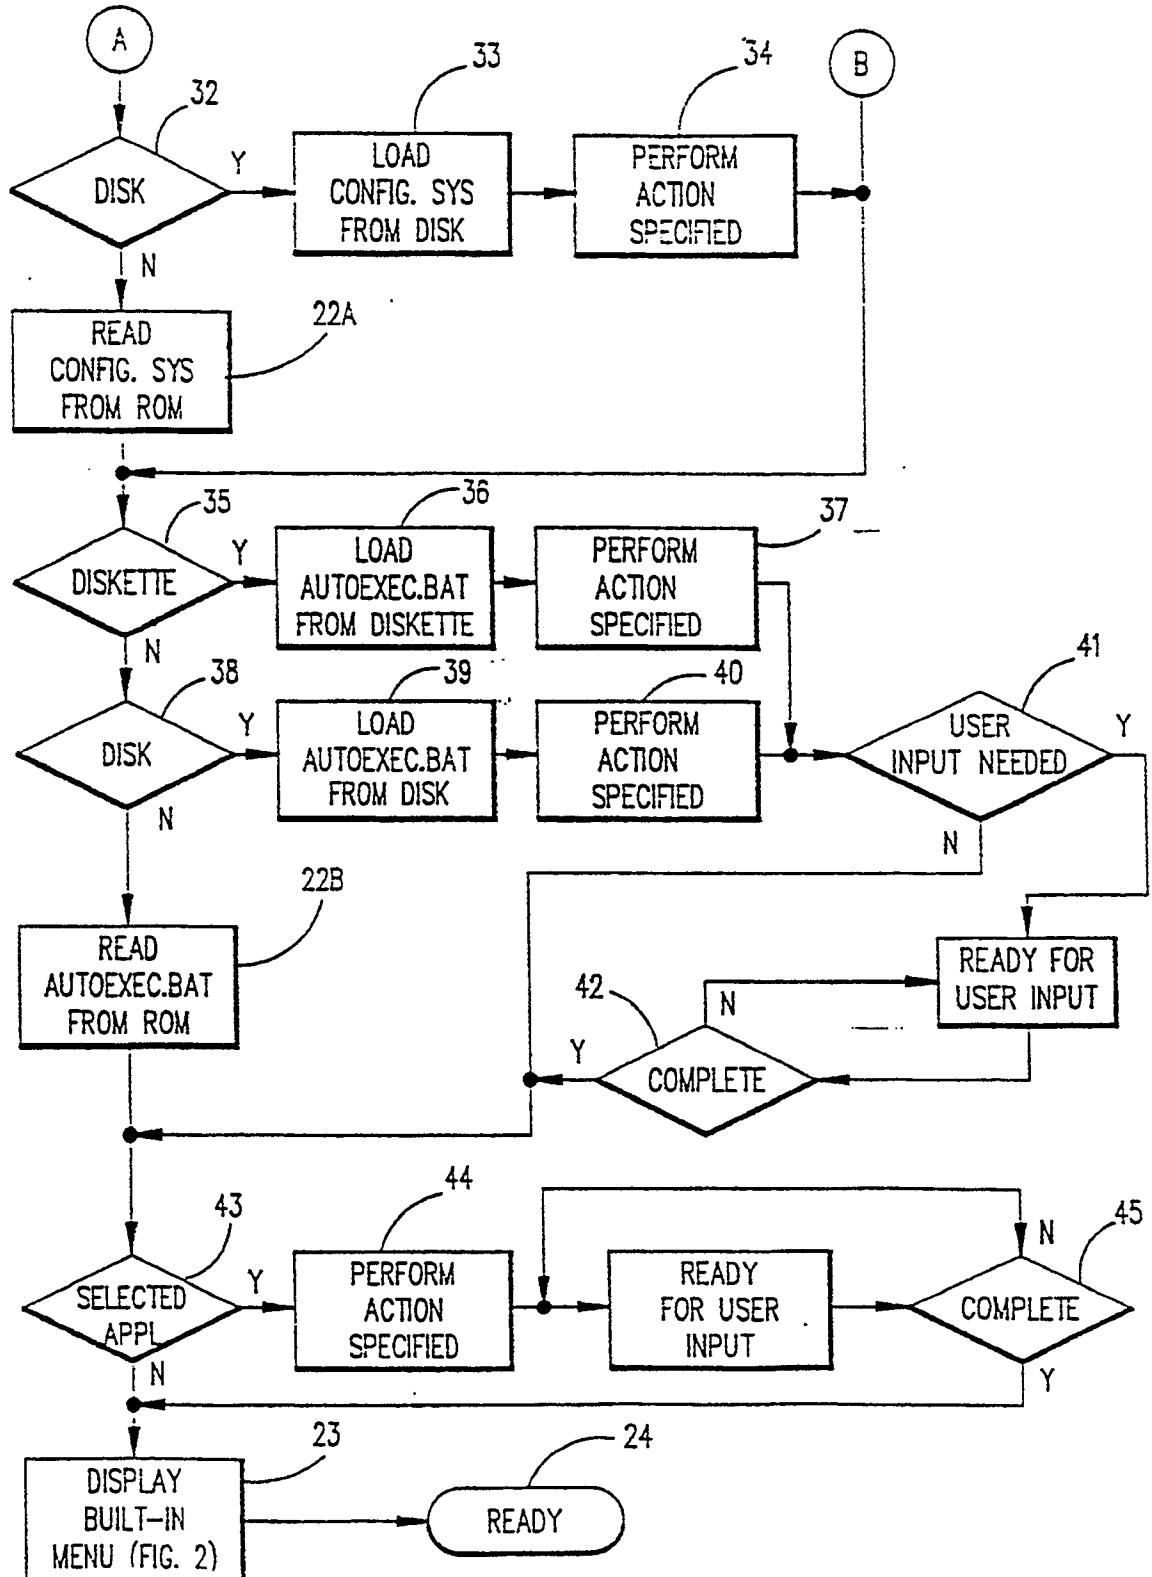 A
B
32
33
34
DISK
Y
N
LOAD
CONFIG. SYS
FROM DISK
PERFORM
ACTION
SPECIFIED
READ
CONFIG. SYS
FROM ROM
22A
35
36
37
DISKETTE
Y
N
LOAD
AUTOEXEC.BAT
FROM DISKETTE
PERFORM
ACTION
SPECIFIED
38
39
40
41
DISK
Y
N
LOAD
AUTOEXEC.BAT
FROM DISK
PERFORM
ACTION
SPECIFIED
USER
INPUT NEEDED
Y
N
22B
READ
AUTOEXEC.BAT
FROM ROM
READY FOR
USER INPUT
42
N
Y
COMPLETE
43
44
45
SELECTED
APPL
Y
N
PERFORM
ACTION
SPECIFIED
READY
FOR USER
INPUT
COMPLETE
N
Y
23
24
DISPLAY
BUILT-IN
MENU (FIG. 2)
READY